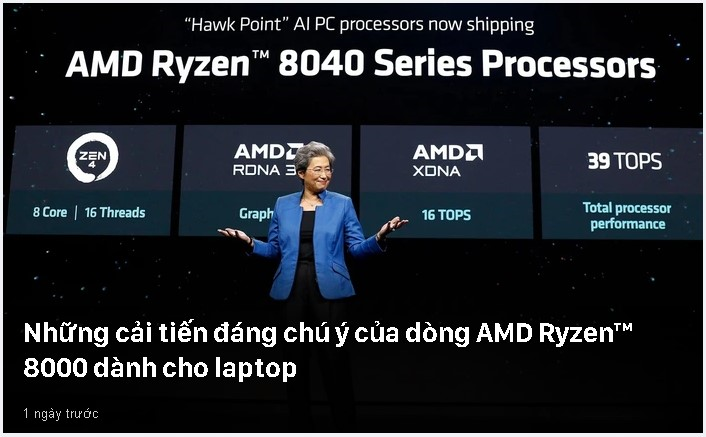 “Hawk Point” AI PC processors now shipping
AMD Ryzen™ 8040 Series Processors
ZEN
4
8 Core | 16 Threads
AMD
RDNA 3
Graph
AMD
XDNA
16 TOPS
39 TOPS
Total processor
performance
Những cải tiến đáng chú ý của dòng AMD Ryzen™
8000 dành cho laptop
1 ngày trước